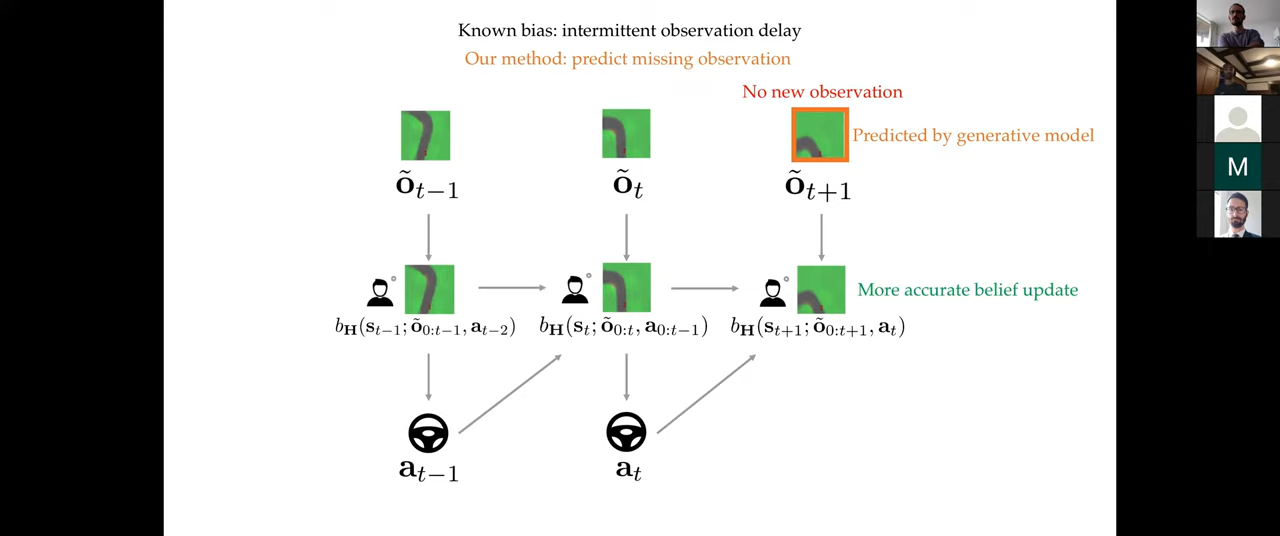 Known bias: intermittent observation delay
Our method: predict missing observation
No new observation
Predicted by generative model
õ_{t−1} õ_t õ_{t+1}
More accurate belief update
b_H(s_{t−1}; õ_{0:t−1}, a_{t−2}) b_H(s_t; õ_{0:t}, a_{0:t−1}) b_H(s_{t+1}; õ_{0:t+1}, a_t)
a_{t−1} a_t
M